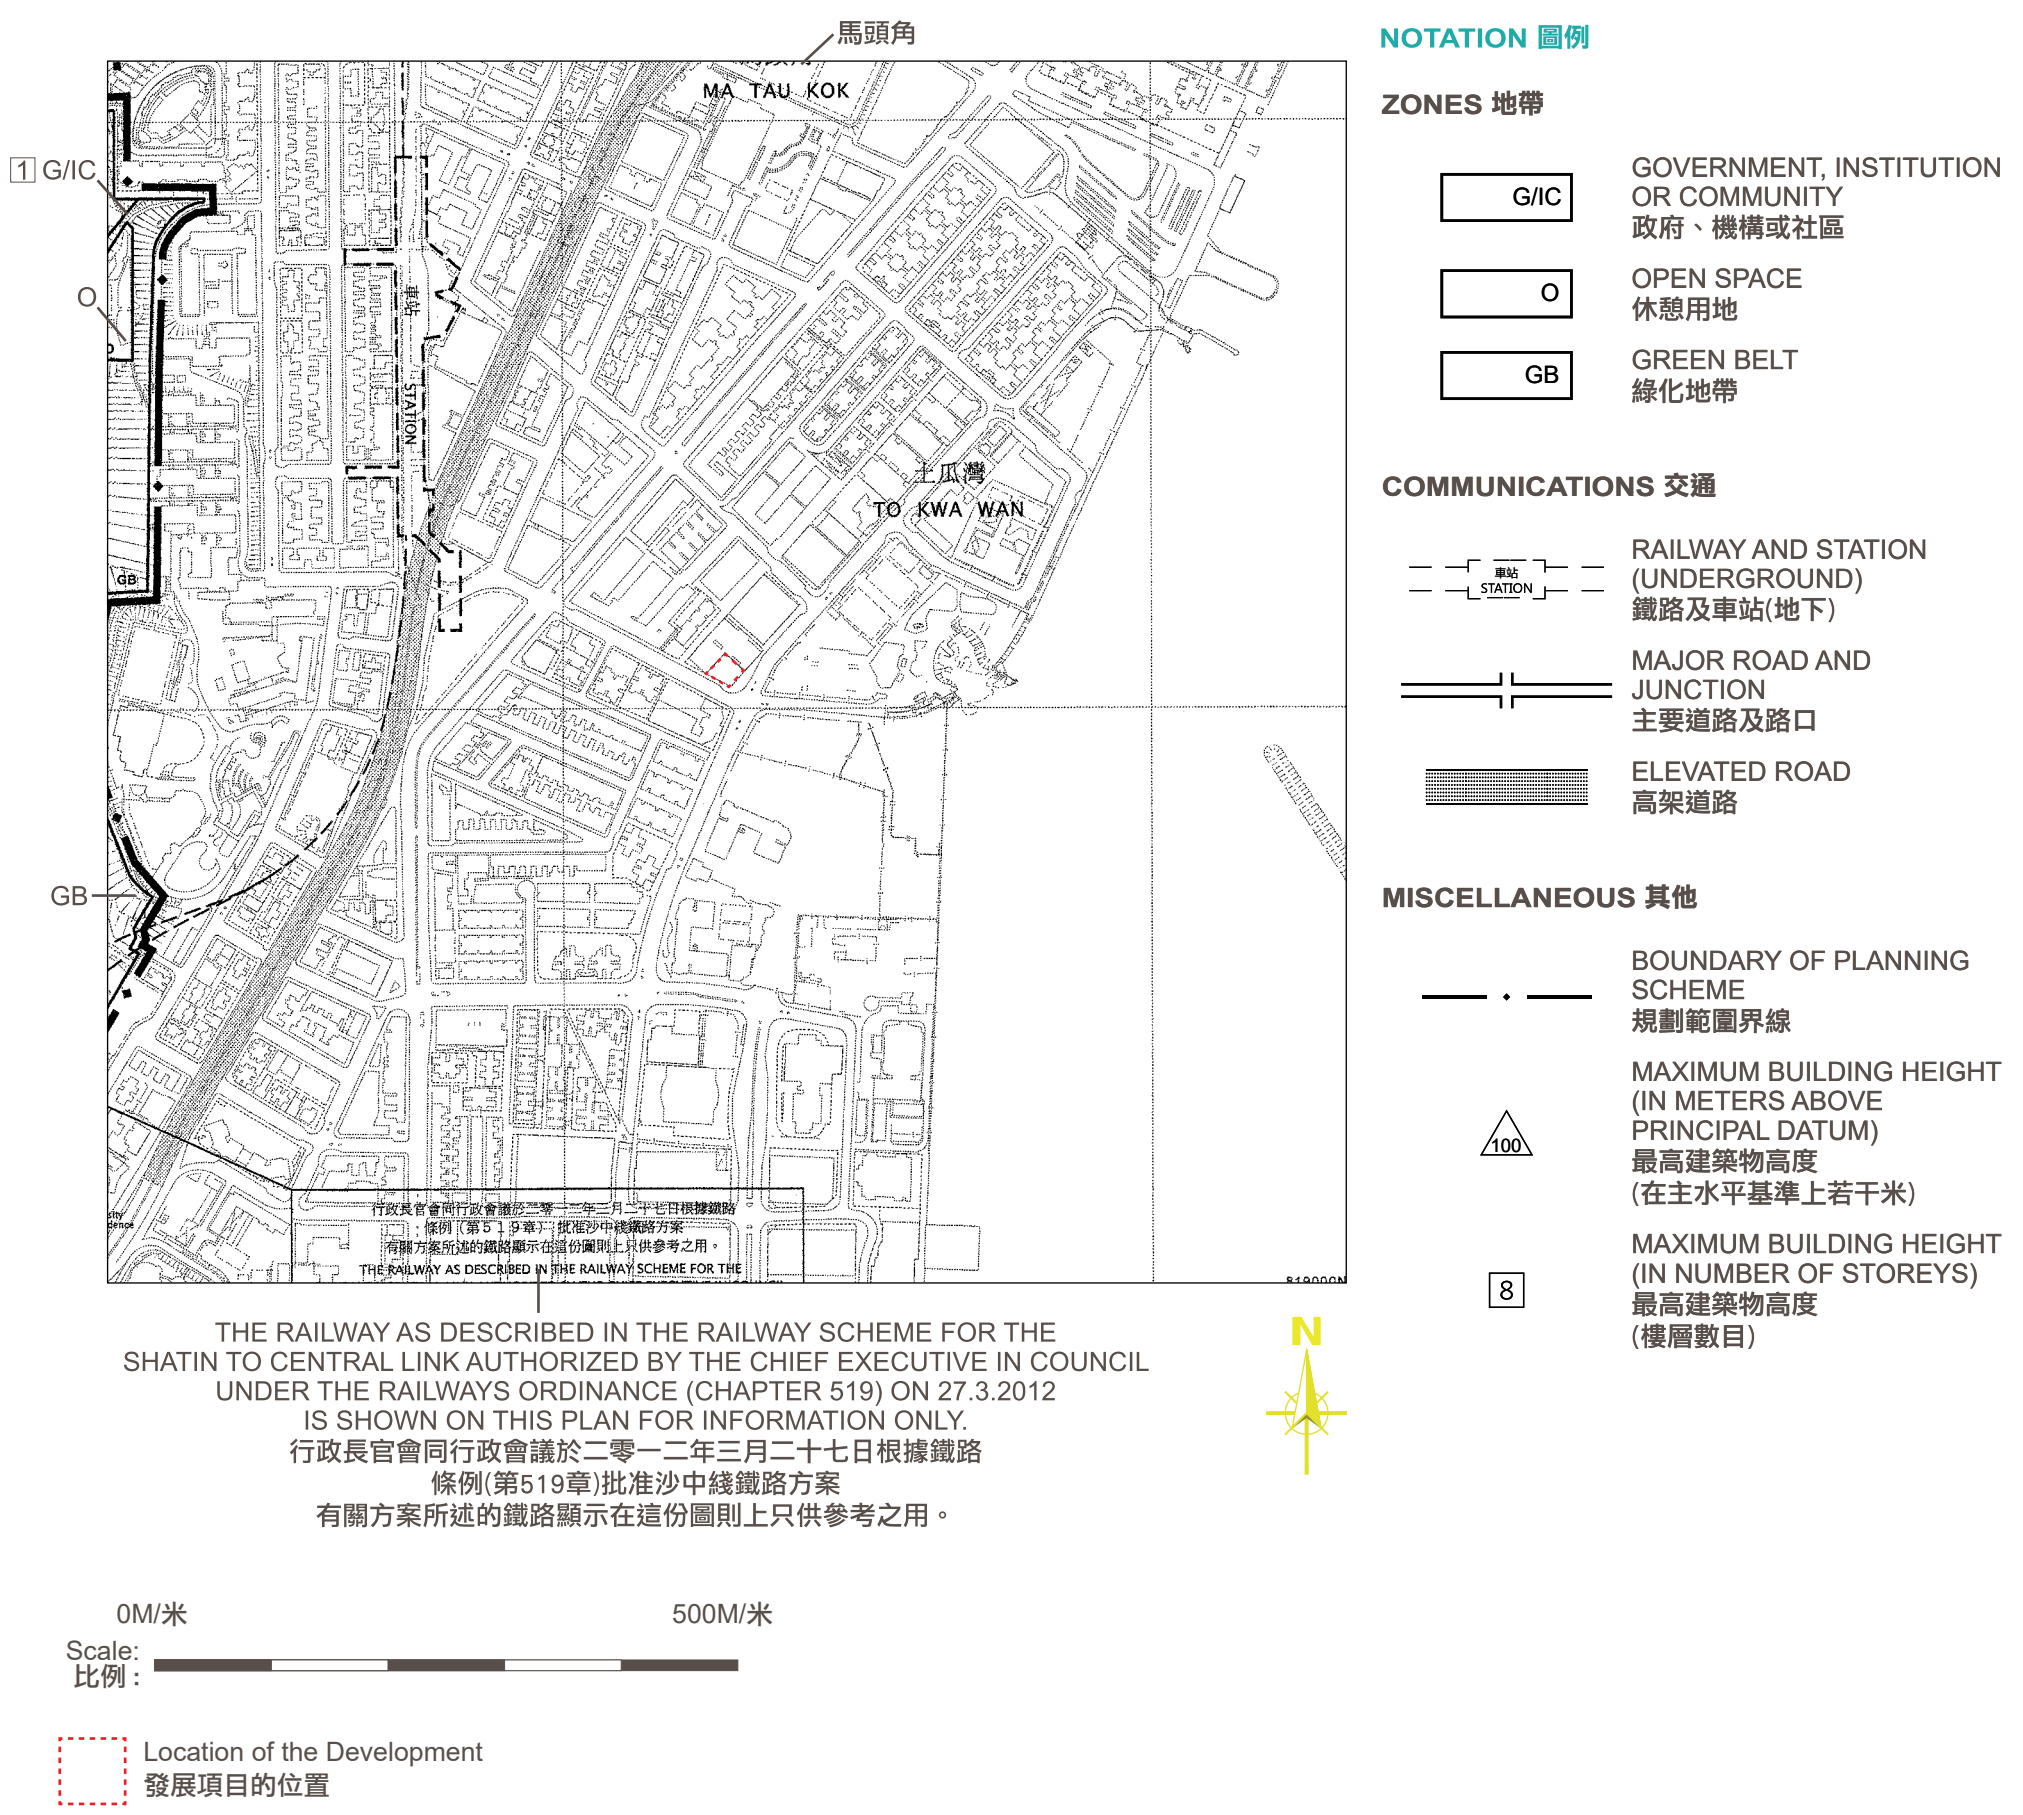 馬頭角
MA TAU KOK
1 G/IC
O
車站
STATION
土瓜灣
TO KWA WAN
GB
GB
行政長官會同行政會議於二零一二年三月二十七日根據鐵路
條例(第519章)批准沙中綫鐵路方案
有關方案所述的鐵路顯示在這份圖則上只供參考之用。
THE RAILWAY AS DESCRIBED IN THE RAILWAY SCHEME FOR THE
819000N
THE RAILWAY AS DESCRIBED IN THE RAILWAY SCHEME FOR THE
SHATIN TO CENTRAL LINK AUTHORIZED BY THE CHIEF EXECUTIVE IN COUNCIL
UNDER THE RAILWAYS ORDINANCE (CHAPTER 519) ON 27.3.2012
IS SHOWN ON THIS PLAN FOR INFORMATION ONLY.
行政長官會同行政會議於二零一二年三月二十七日根據鐵路
條例(第519章)批准沙中綫鐵路方案
有關方案所述的鐵路顯示在這份圖則上只供參考之用。
N
0M/米 500M/米
Scale:
比例 :
Location of the Development
發展項目的位置
NOTATION 圖例
ZONES 地帶
G/IC
GOVERNMENT, INSTITUTION
OR COMMUNITY
政府、機構或社區
O
OPEN SPACE
休憩用地
GB
GREEN BELT
綠化地帶
COMMUNICATIONS 交通
車站
STATION
RAILWAY AND STATION
(UNDERGROUND)
鐵路及車站(地下)
MAJOR ROAD AND
JUNCTION
主要道路及路口
ELEVATED ROAD
高架道路
MISCELLANEOUS 其他
BOUNDARY OF PLANNING
SCHEME
規劃範圍界線
100
MAXIMUM BUILDING HEIGHT
(IN METERS ABOVE
PRINCIPAL DATUM)
最高建築物高度
(在主水平基準上若干米)
8
MAXIMUM BUILDING HEIGHT
(IN NUMBER OF STOREYS)
最高建築物高度
(樓層數目)